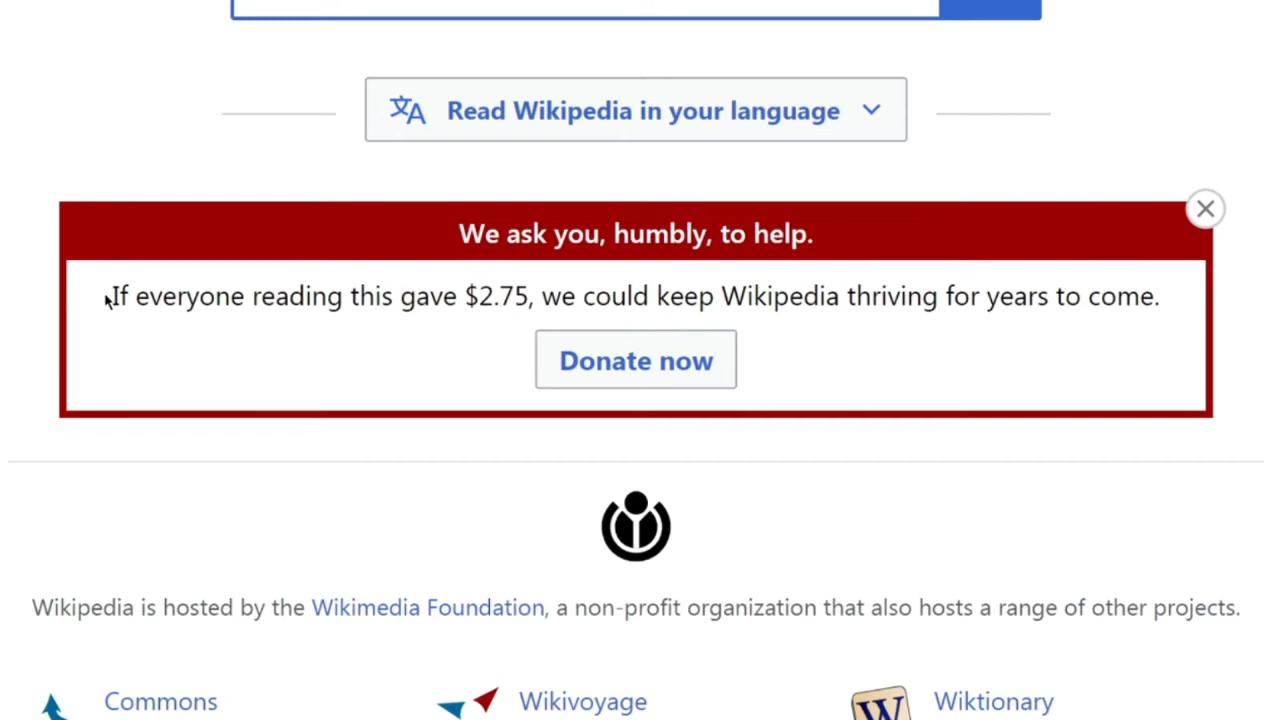 Read Wikipedia in your language
We ask you, humbly, to help.
If everyone reading this gave $2.75, we could keep Wikipedia thriving for years to come.
Donate now
Wikipedia is hosted by the Wikimedia Foundation, a non-profit organization that also hosts a range of other projects.
Commons
Wikivoyage
Wiktionary